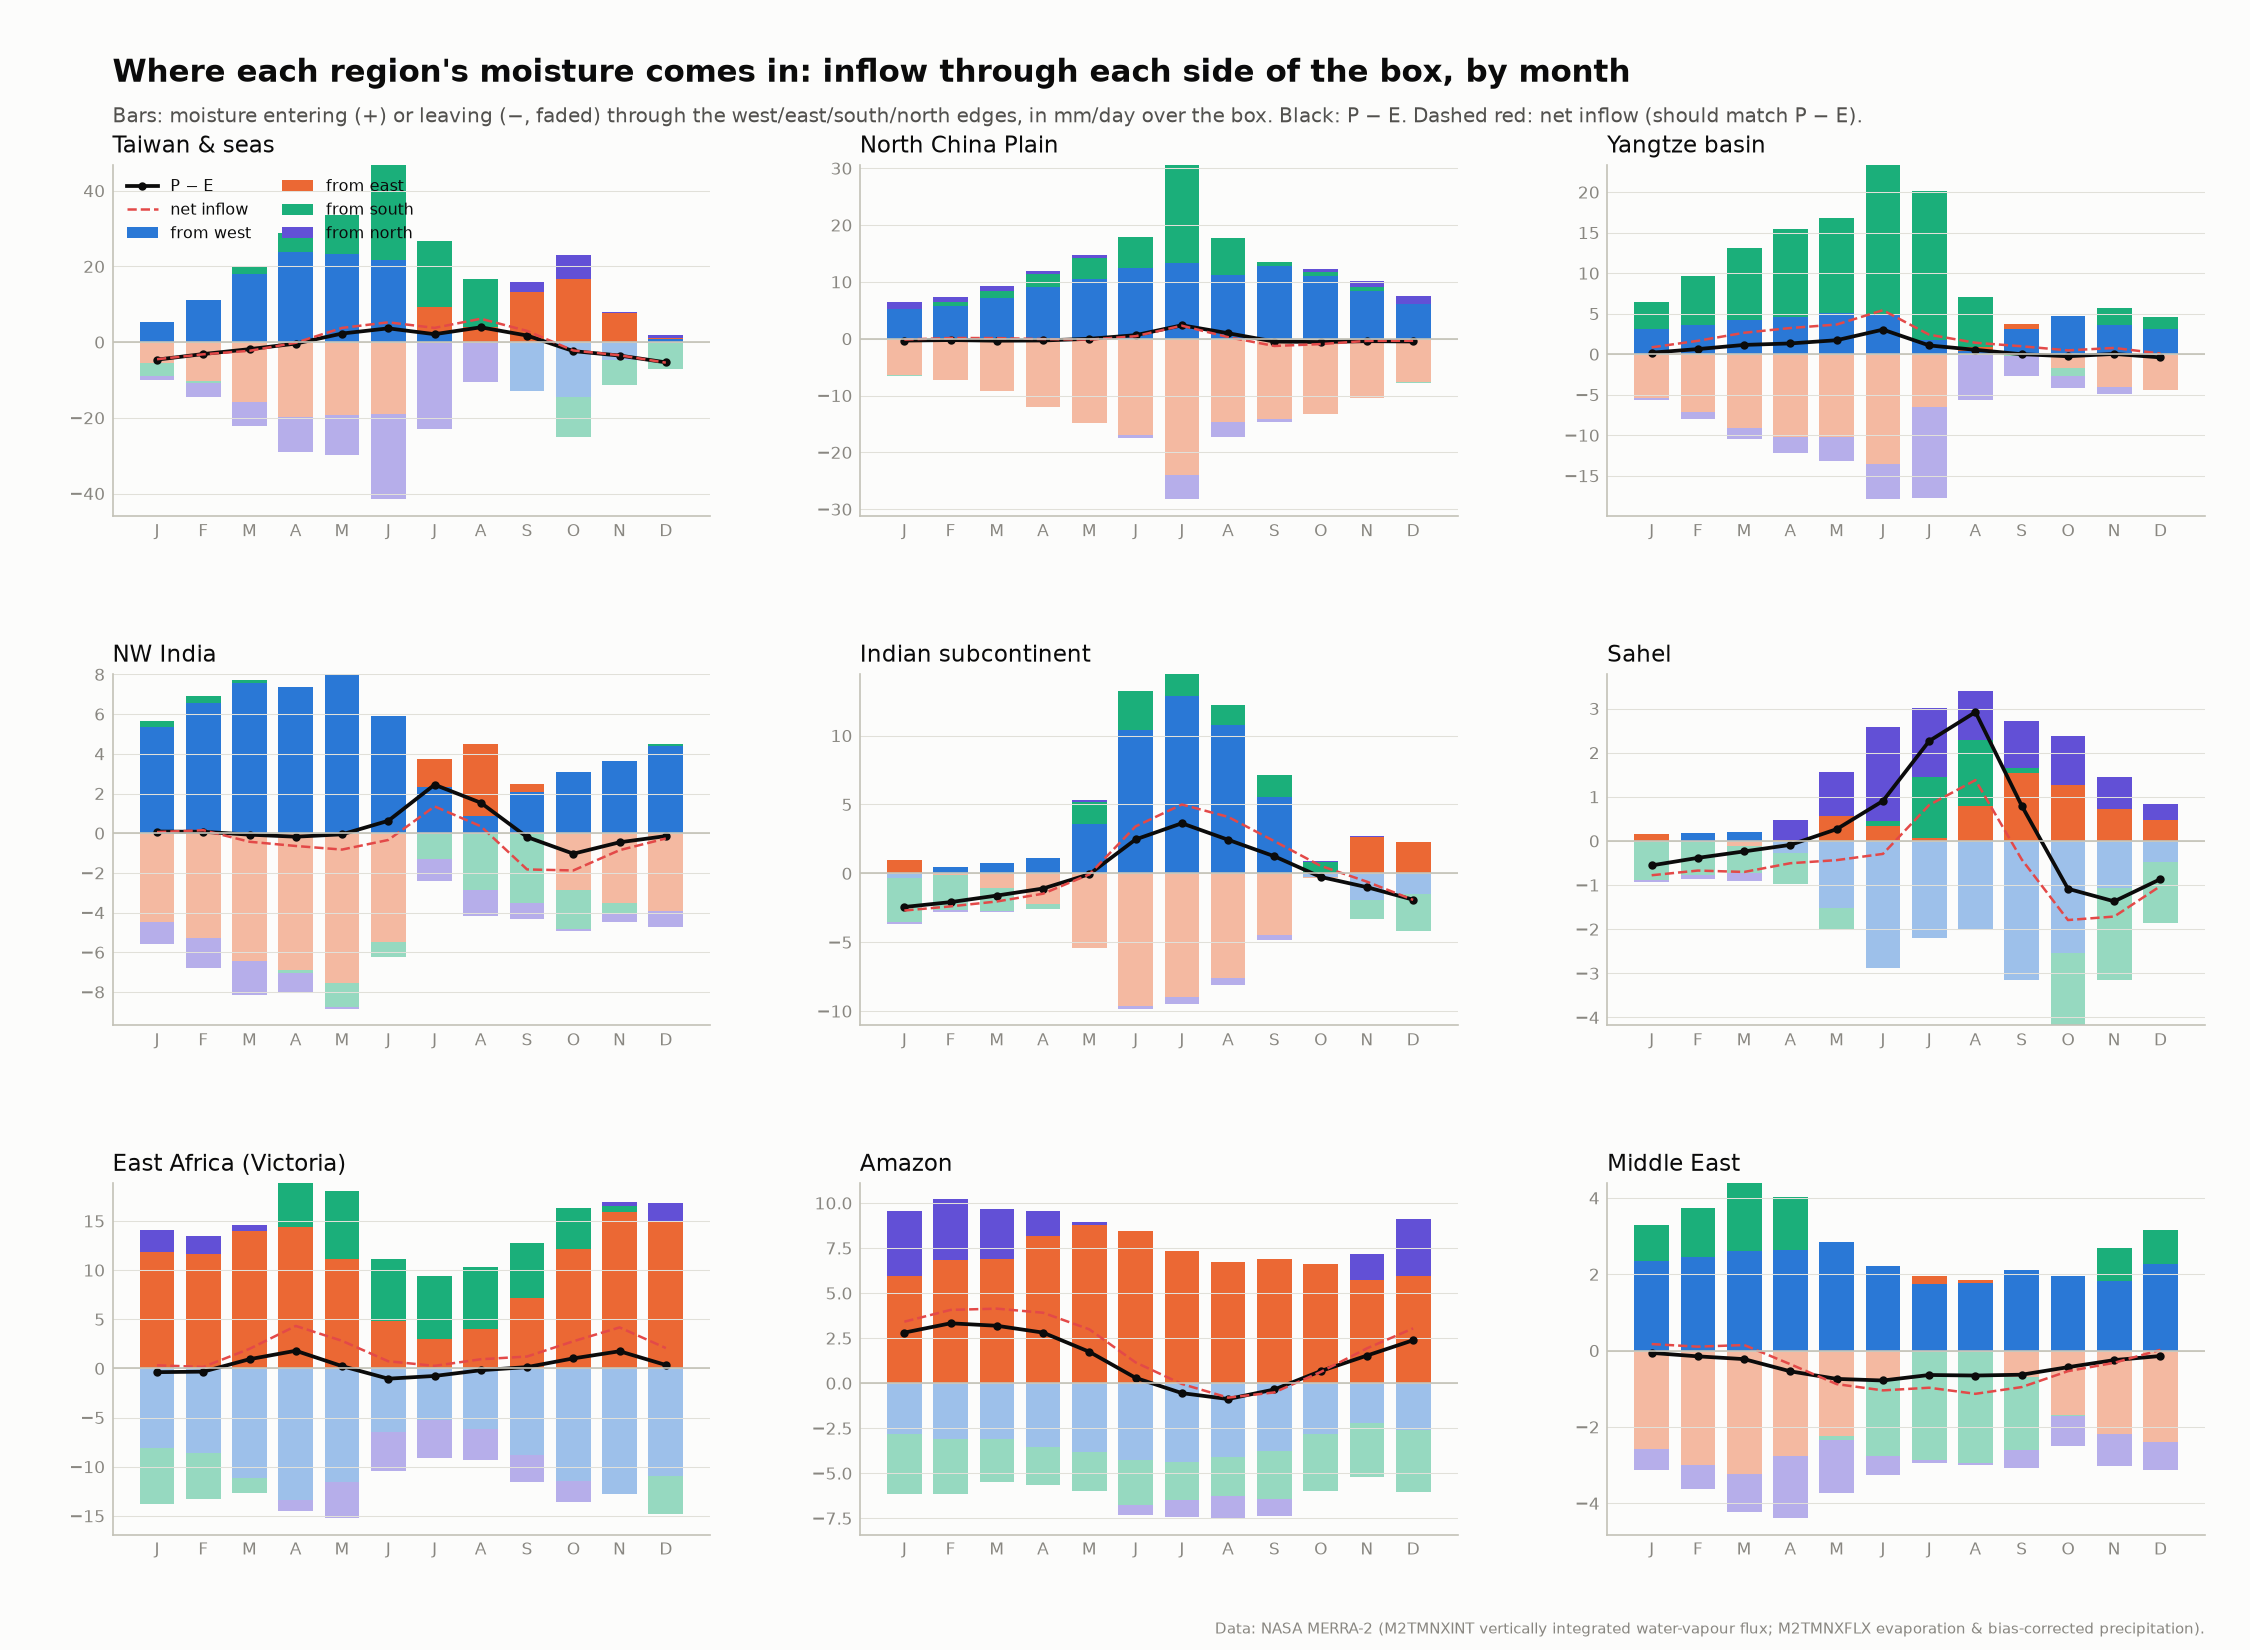 Where each region's moisture comes in: inflow through each side of the box, by month
Bars: moisture entering (+) or leaving (−, faded) through the west/east/south/north edges, in mm/day over the box. Black: P − E. Dashed red: net inflow (should match P − E).
Taiwan & seas
P − E
net inflow
from west
from east
from south
from north
40
20
0
−20
−40
J F M A M J J A S O N D
North China Plain
30
20
10
0
−10
−20
−30
J F M A M J J A S O N D
Yangtze basin
20
15
10
5
0
−5
−10
−15
J F M A M J J A S O N D
NW India
8
6
4
2
0
−2
−4
−6
−8
J F M A M J J A S O N D
Indian subcontinent
10
5
0
−5
−10
J F M A M J J A S O N D
Sahel
3
2
1
0
−1
−2
−3
−4
J F M A M J J A S O N D
East Africa (Victoria)
15
10
5
0
−5
−10
−15
J F M A M J J A S O N D
Amazon
10.0
7.5
5.0
2.5
0.0
−2.5
−5.0
−7.5
J F M A M J J A S O N D
Middle East
4
2
0
−2
−4
J F M A M J J A S O N D
Data: NASA MERRA-2 (M2TMNXINT vertically integrated water-vapour flux; M2TMNXFLX evaporation & bias-corrected precipitation).